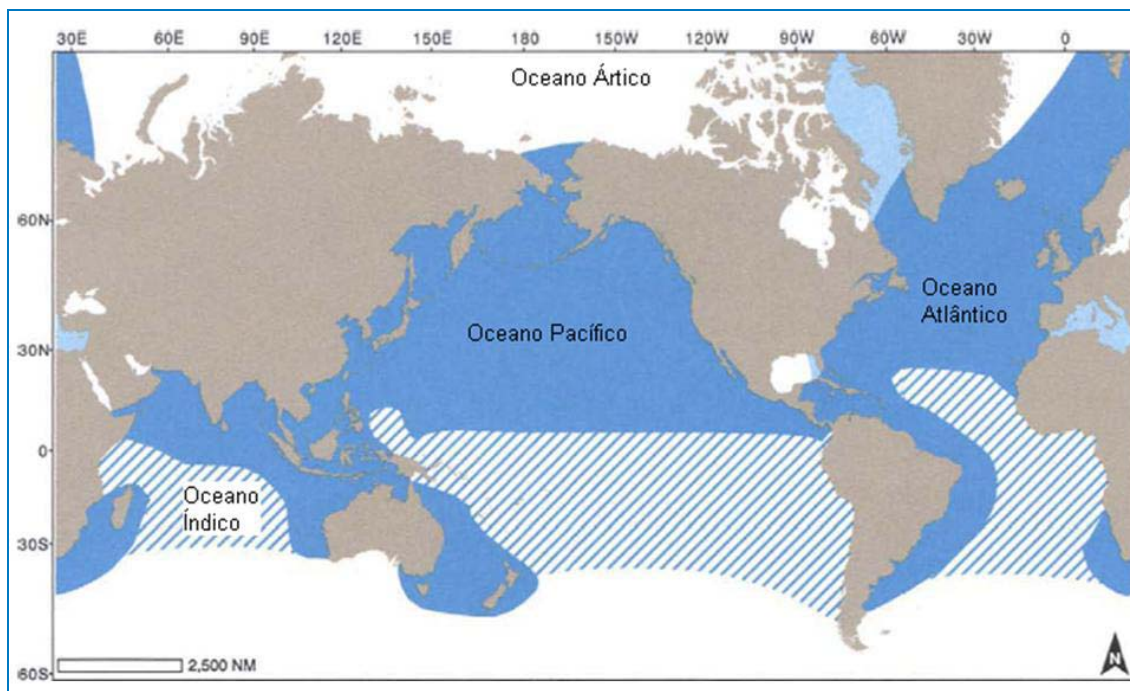 30E 60E 90E 120E 150E 180 150W 120W 90W 60W 30W 0
Oceano Ártico
60N
Oceano
Atlântico
Oceano Pacífico
30N
0
Oceano
Índico
30S
2,500 NM
60S
N